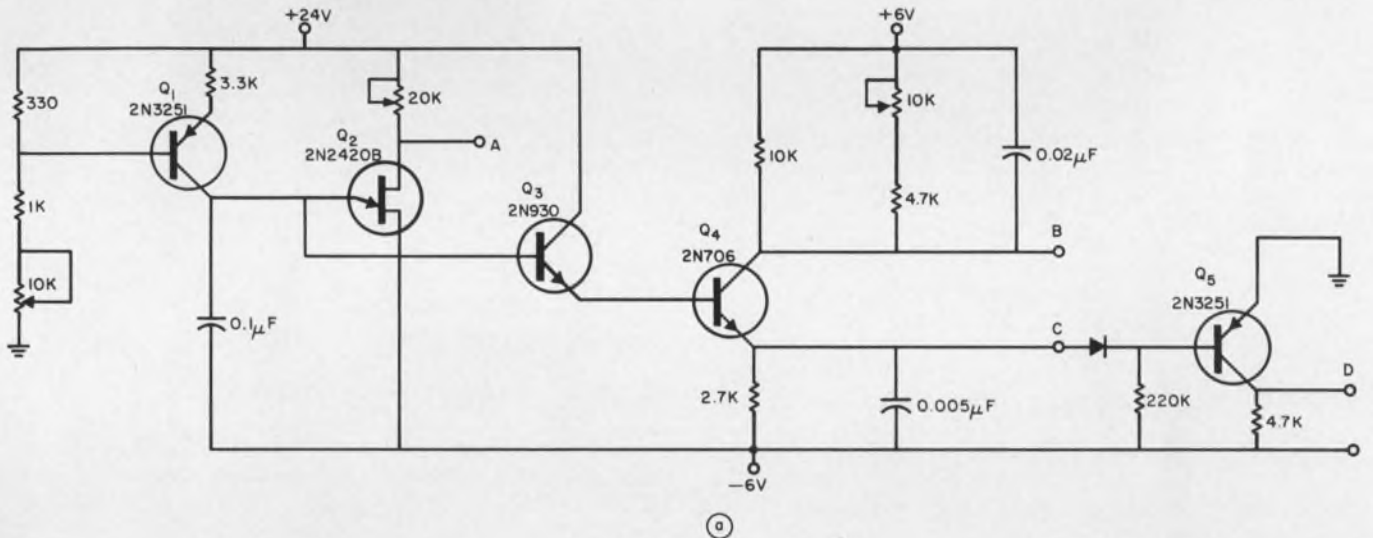 +24V
+6V
330
Q1
2N3251
3.3K
20K
A
Q2
2N2420B
10K
10K
0.02μF
1K
Q3
2N930
4.7K
Q4
2N706
B
Q5
2N3251
10K
0.1μF
C
D
2.7K
0.005μF
220K
4.7K
−6V
a